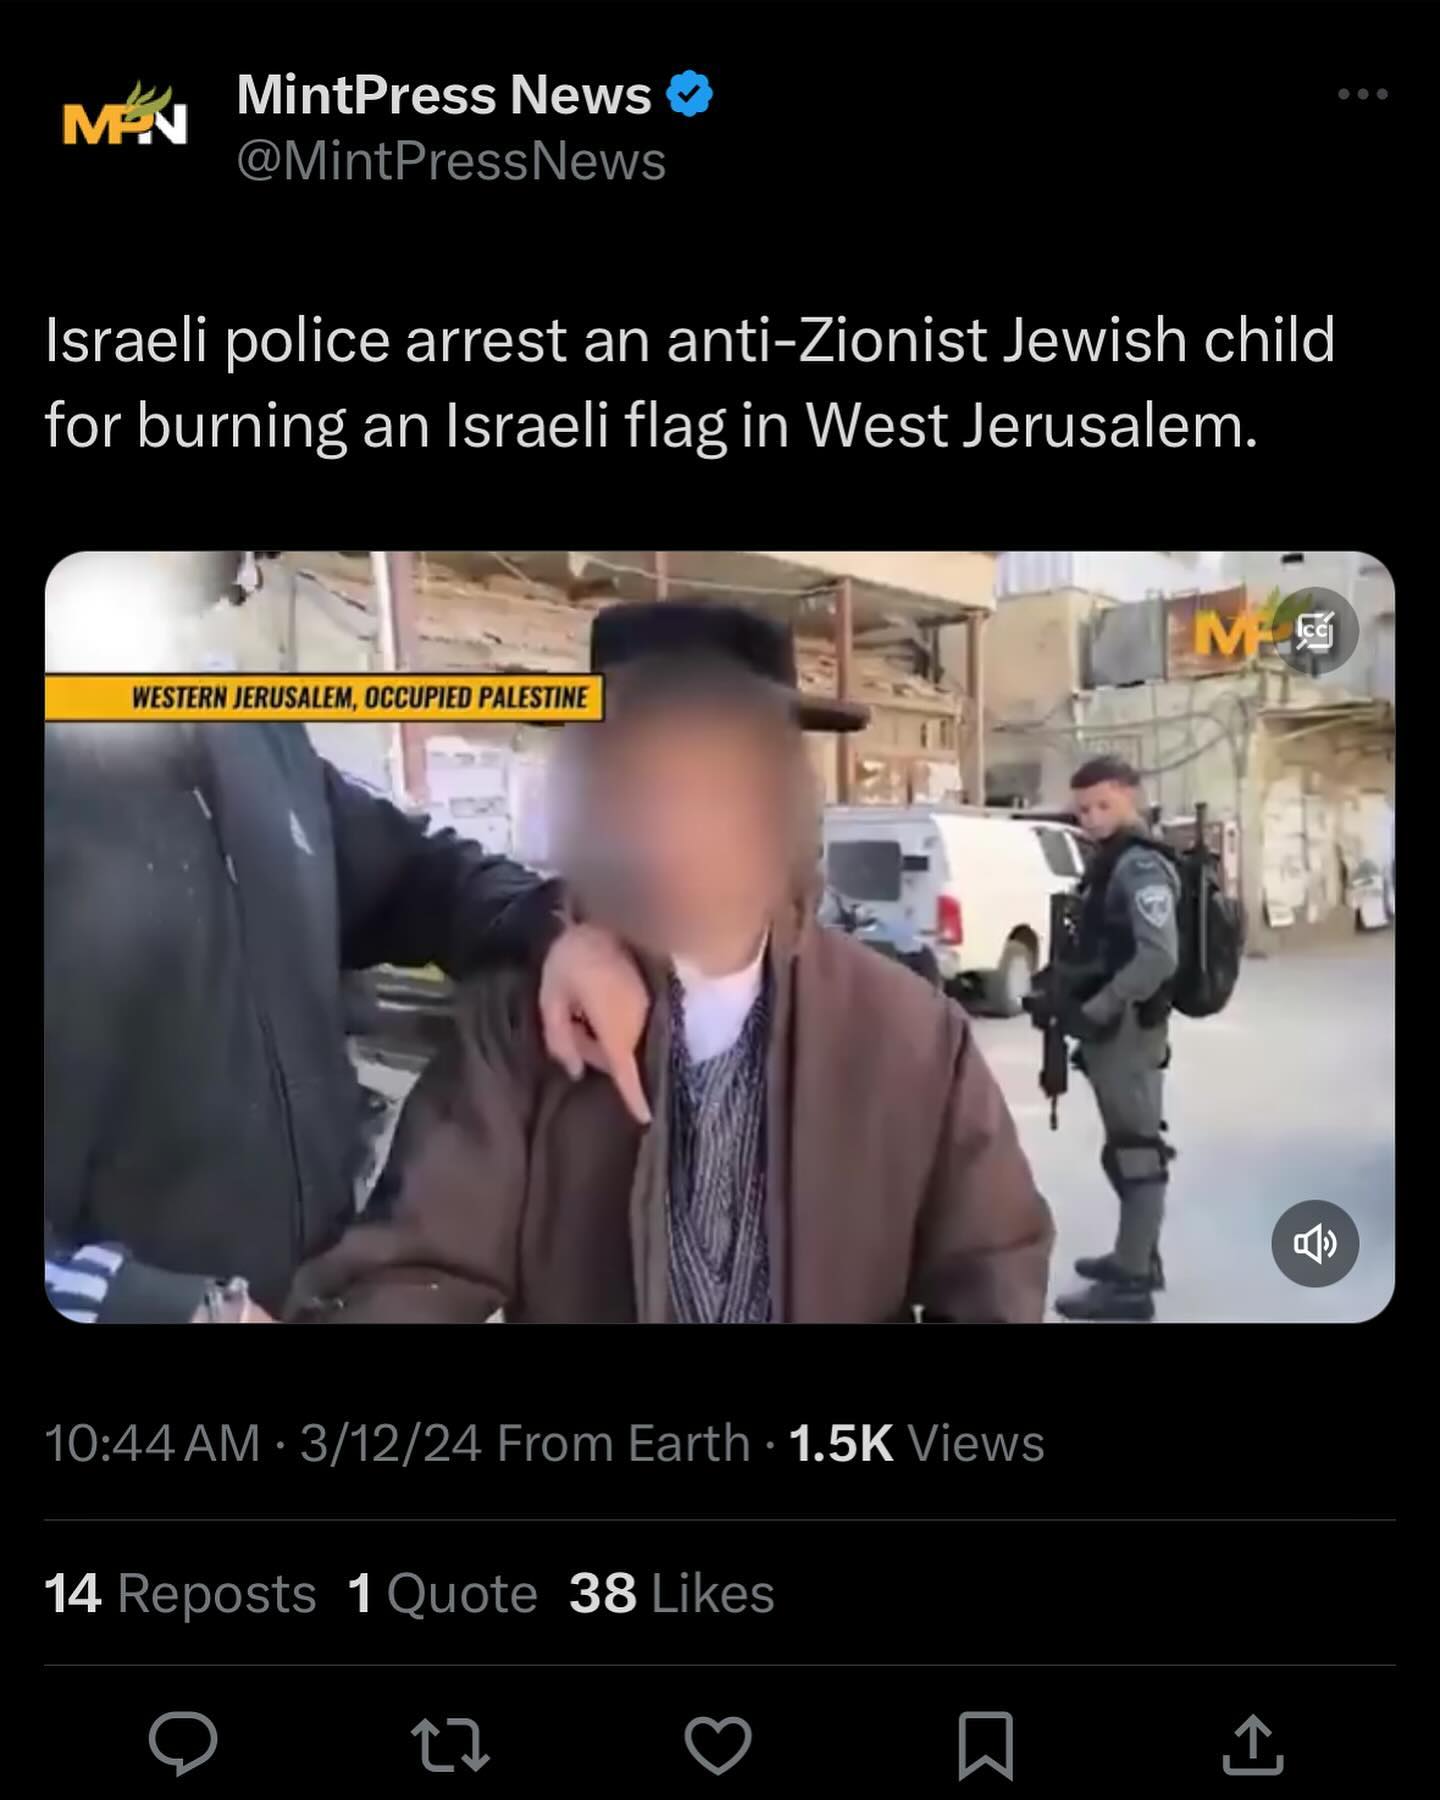 MPN
MintPress News
@MintPressNews
Israeli police arrest an anti-Zionist Jewish child
for burning an Israeli flag in West Jerusalem.
WESTERN JERUSALEM, OCCUPIED PALESTINE
10:44 AM · 3/12/24 From Earth · 1.5K Views
14 Reposts 1 Quote 38 Likes